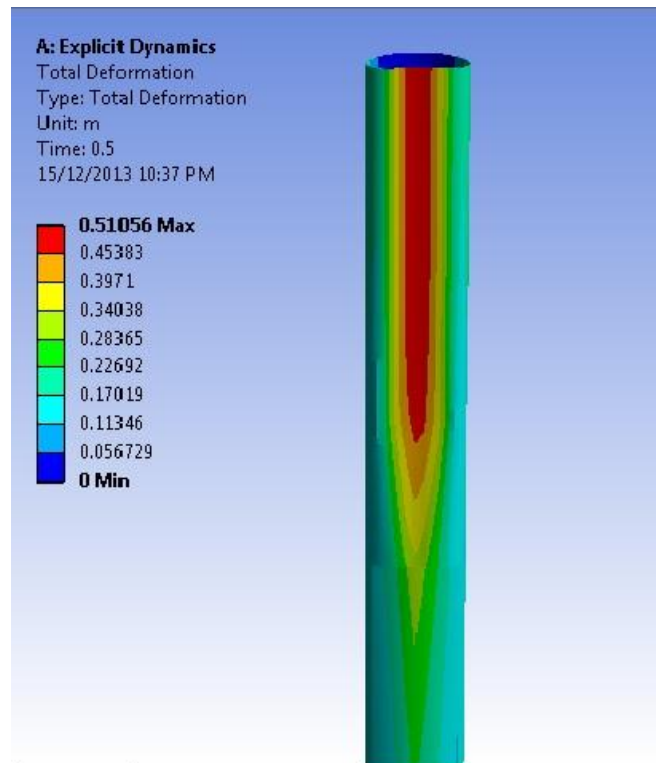 A: Explicit Dynamics
Total Deformation
Type: Total Deformation
Unit: m
Time: 0.5
15/12/2013 10:37 PM
0.51056 Max
0.45383
0.3971
0.34038
0.28365
0.22692
0.17019
0.11346
0.056729
0 Min